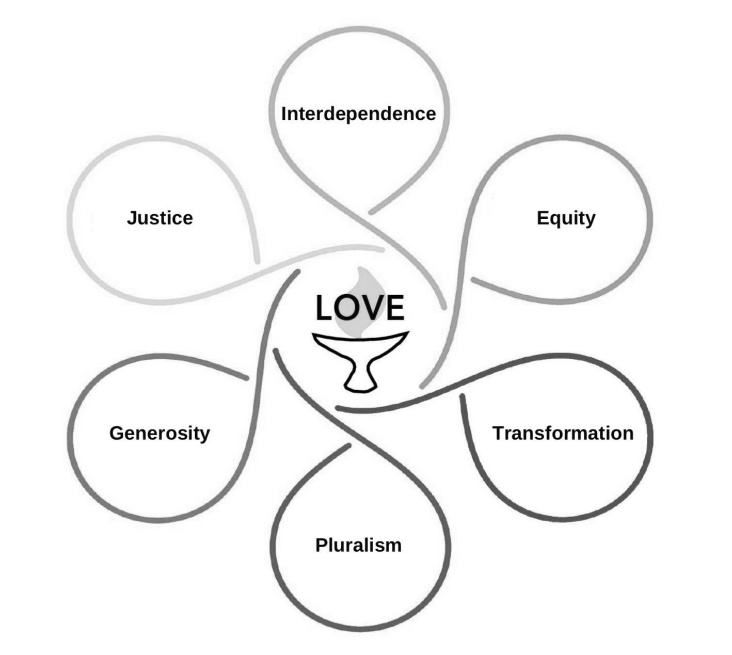 Interdependence
Justice
Equity
LOVE
Generosity
Transformation
Pluralism